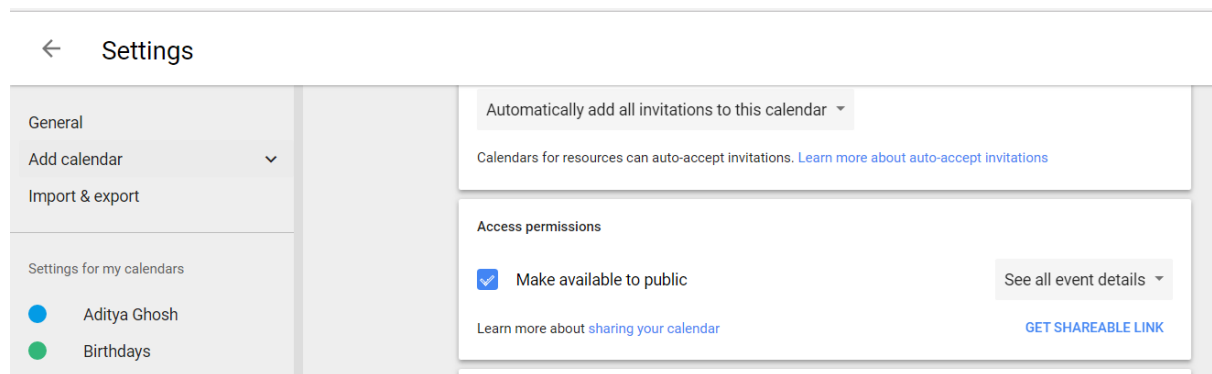 Settings
General
Add calendar
Import & export
Settings for my calendars
Aditya Ghosh
Birthdays
Automatically add all invitations to this calendar
Calendars for resources can auto-accept invitations. Learn more about auto-accept invitations
Access permissions
Make available to public
See all event details
Learn more about sharing your calendar
GET SHAREABLE LINK